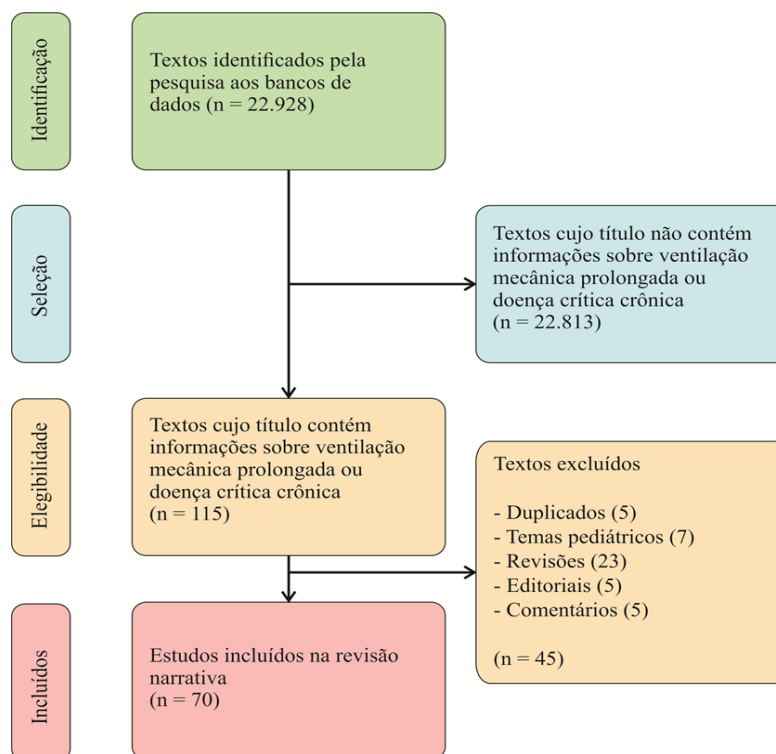 Identificação
Textos identificados pela
pesquisa aos bancos de
dados (n = 22.928)
Seleção
Textos cujo título não contém
informações sobre ventilação
mecânica prolongada ou
doença crítica crônica
(n = 22.813)
Elegibilidade
Textos cujo título contém
informações sobre ventilação
mecânica prolongada ou
doença crítica crônica
(n = 115)
Textos excluídos
- Duplicados (5)
- Temas pediátricos (7)
- Revisões (23)
- Editoriais (5)
- Comentários (5)
(n = 45)
Incluídos
Estudos incluídos na revisão
narrativa
(n = 70)